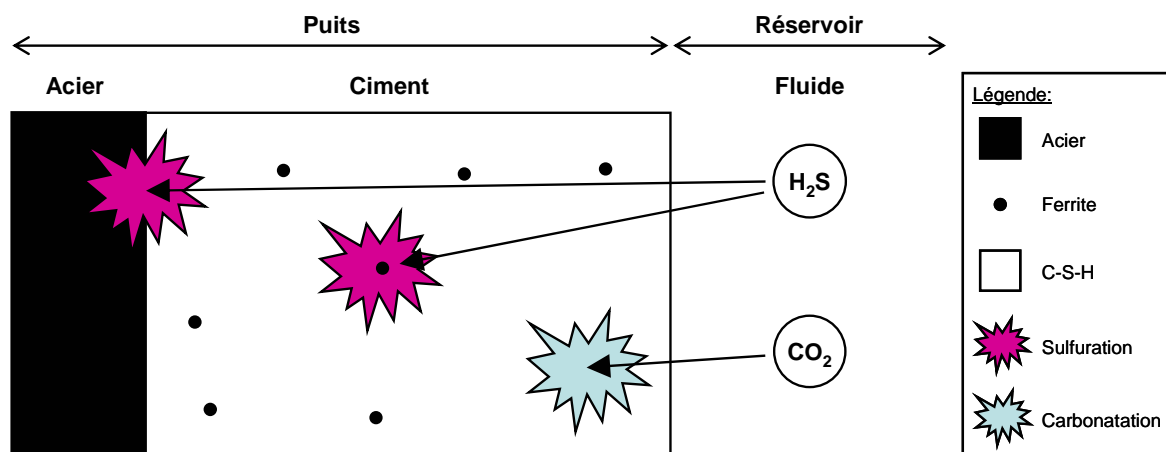 Puits
Réservoir
Acier
Ciment
Fluide
H₂S
CO₂
Légende:
Acier
Ferrite
C-S-H
Sulfuration
Carbonatation